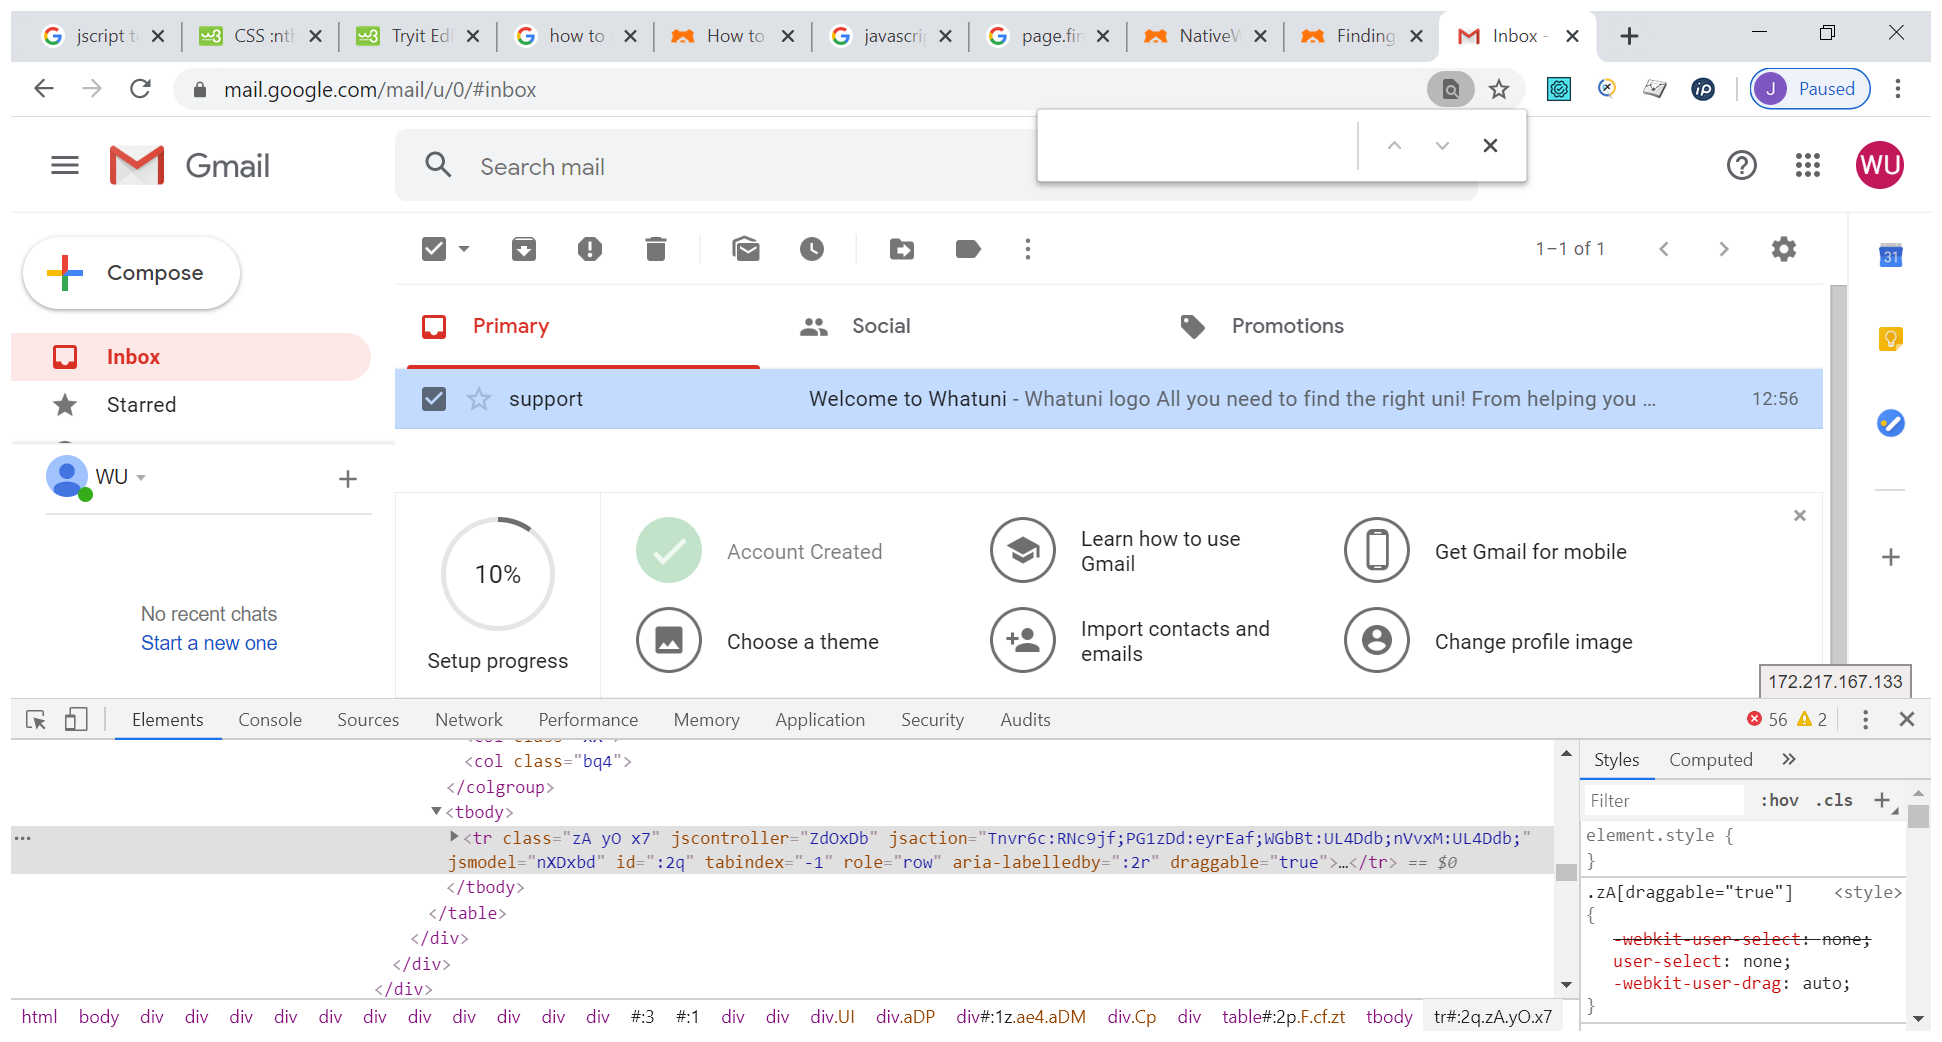 jscript t
CSS :nth
Tryit Edi
how to
How to
javascrip
page.fin
NativeW
Finding
Inbox -
mail.google.com/mail/u/0/#inbox
J Paused
Gmail
Search mail
WU
Compose
1–1 of 1
31
Primary
Social
Promotions
Inbox
Starred
support
Welcome to Whatuni - Whatuni logo All you need to find the right uni! From helping you ...
12:56
WU
No recent chats
Start a new one
10%
Setup progress
Account Created
Learn how to use
Gmail
Get Gmail for mobile
Choose a theme
Import contacts and
emails
Change profile image
172.217.167.133
Elements Console Sources Network Performance Memory Application Security Audits
56 2
<col class="bq4">
</colgroup>
<tbody>
<tr class="zA yO x7" jscontroller="ZdOxDb" jsaction="Tnvr6c:RNc9jf;PG1zDd:eyrEaf;WGbBt:UL4Ddb;nVvxM:UL4Ddb;"
jsmodel="nXDxbd" id=":2q" tabindex="-1" role="row" aria-labelledby=":2r" draggable="true">…</tr> == $0
</tbody>
</table>
</div>
</div>
</div>
Styles Computed »
Filter :hov .cls +
element.style {
}
.zA[draggable="true"] <style>
{
-webkit-user-select: none;
user-select: none;
-webkit-user-drag: auto;
}
html body div div div div div div div div div div div #:3 #:1 div div div.UI div.aDP div#:1z.ae4.aDM div.Cp div table#:2p.F.cf.zt tbody tr#:2q.zA.yO.x7